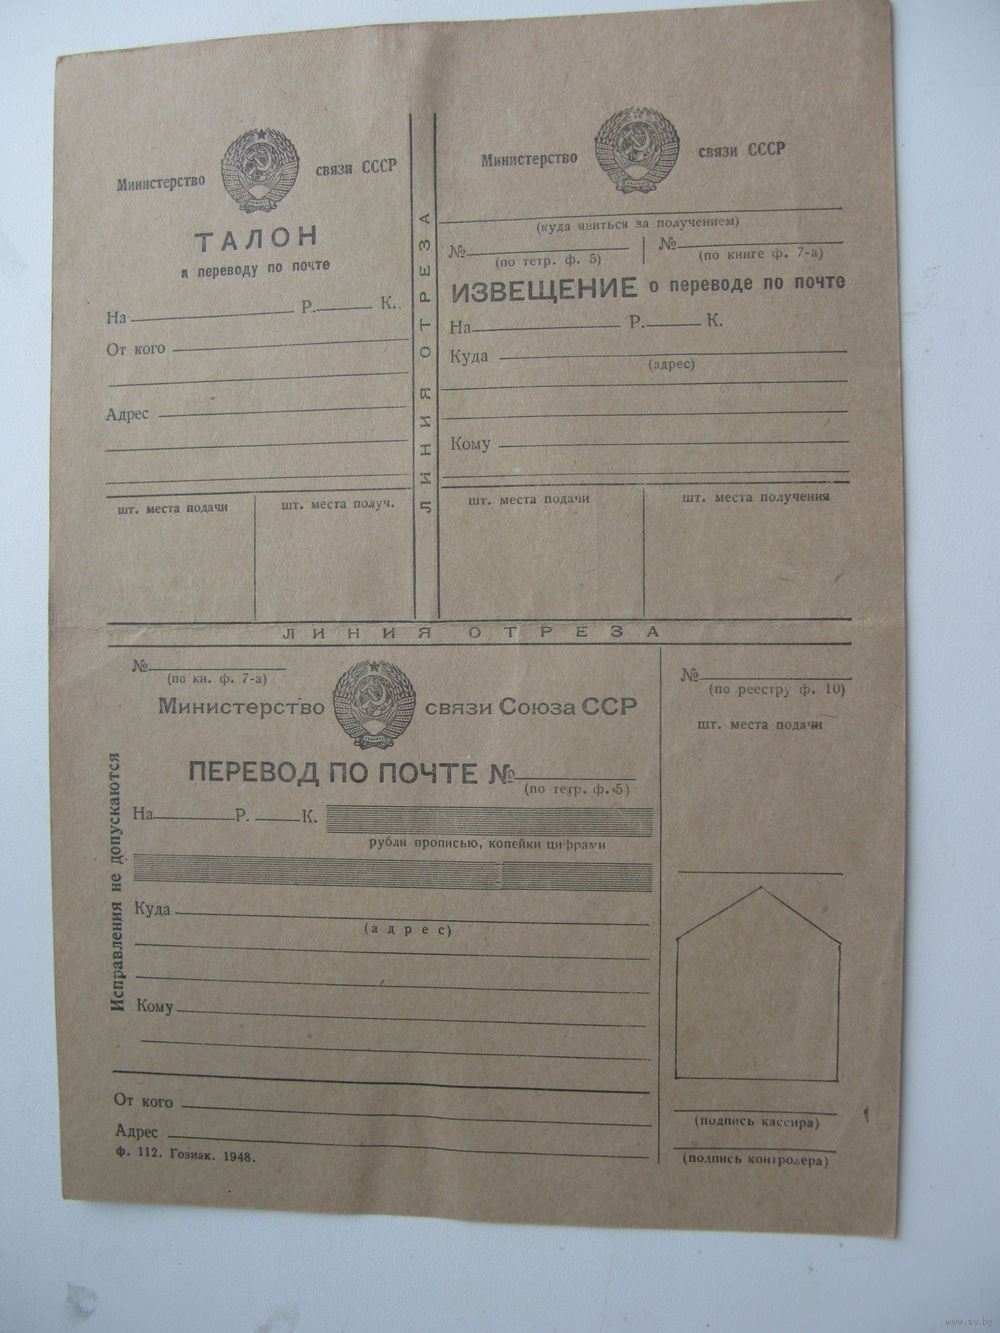 Министерство связи СССР
ТАЛОН
к переводу по почте
На Р. К.
От кого
Адрес
шт. места подачи шт. места получ.
ЛИНИЯ ОТРЕЗА
Министерство связи СССР
(куда явиться за получением)
№ №
(по тетр. ф. 5) (по книге ф. 7-а)
ИЗВЕЩЕНИЕ о переводе по почте
На Р. К.
Куда
(адрес)
Кому
шт. места подачи шт. места получения
ЛИНИЯ ОТРЕЗА
№
(по кн. ф. 7-а)
Министерство связи Союза ССР
ПЕРЕВОД ПО ПОЧТЕ №
(по тетр. ф. 5)
На Р. К.
рубли прописью, копейки цифрами
Куда
(адрес)
Кому
Исправления не допускаются
От кого
Адрес
ф. 112. Гознак. 1948.
№
(по реестру ф. 10)
шт. места подачи
(подпись кассира)
(подпись контролера)
www.ay.by